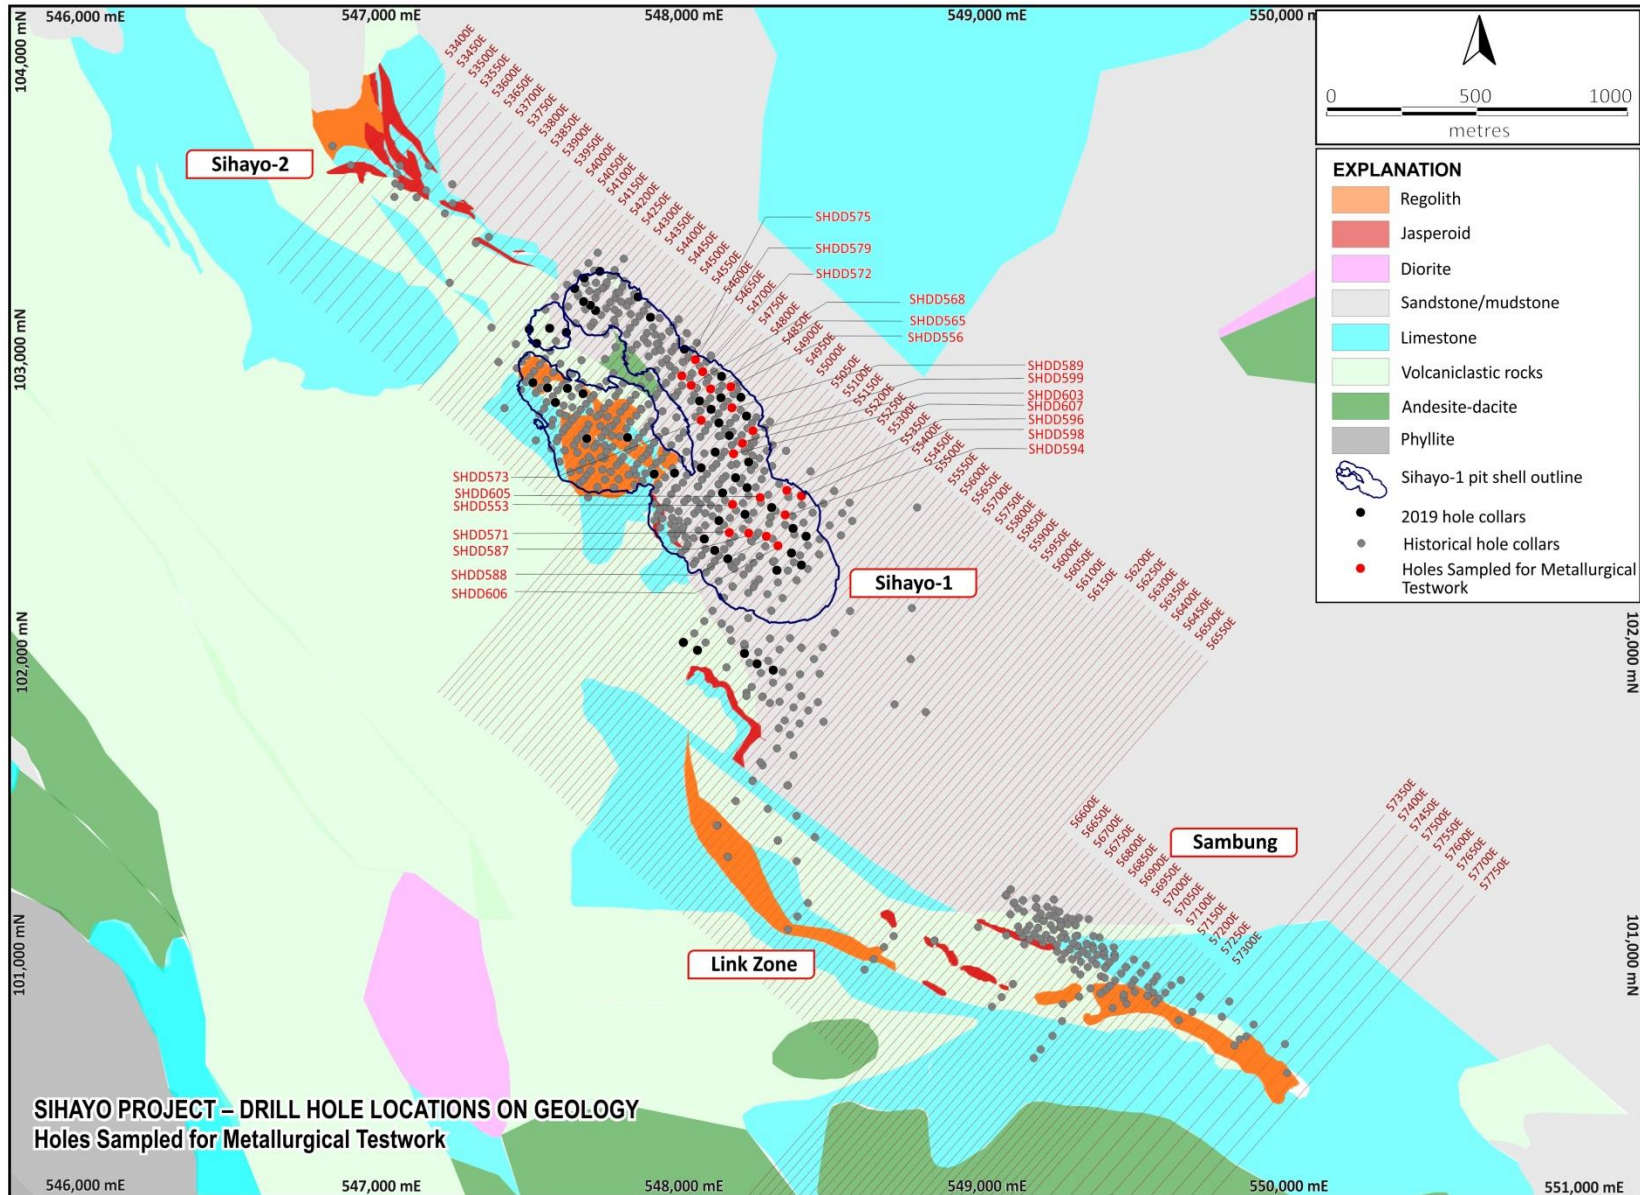 546,000 mE
547,000 mE
548,000 mE
549,000 mE
550,000 m
104,000 mN
103,000 mN
102,000 mN
101,000 mN
53400E
53450E
53500E
53550E
53600E
53650E
53700E
53750E
53800E
53850E
53900E
53950E
54000E
54050E
54100E
54150E
54200E
54250E
54300E
54350E
54400E
54450E
54500E
54550E
54600E
54650E
54700E
54750E
54800E
54850E
54900E
54950E
55000E
55050E
55100E
55150E
55200E
55250E
55300E
55350E
55400E
55450E
55500E
55550E
55600E
55650E
55700E
55750E
55800E
55850E
55900E
55950E
56000E
56050E
56100E
56150E
56200E
56250E
56300E
56350E
56400E
56450E
56500E
56550E
Sihayo-2
SHDD575
SHDD579
SHDD572
SHDD568
SHDD565
SHDD556
SHDD589
SHDD599
SHDD603
SHDD607
SHDD596
SHDD598
SHDD594
SHDD573
SHDD605
SHDD553
SHDD571
SHDD587
SHDD588
SHDD606
Sihayo-1
56600E
56650E
56700E
56750E
56800E
56850E
56900E
56950E
57000E
57050E
57100E
57150E
57200E
57250E
57300E
Sambung
57350E
57400E
57450E
57500E
57550E
57600E
57650E
57700E
57750E
Link Zone
0 500 1000
metres
EXPLANATION
Regolith
Jasperoid
Diorite
Sandstone/mudstone
Limestone
Volcaniclastic rocks
Andesite-dacite
Phyllite
Sihayo-1 pit shell outline
2019 hole collars
Historical hole collars
Holes Sampled for Metallurgical
Testwork
102,000 mN
101,000 mN
SIHAYO PROJECT – DRILL HOLE LOCATIONS ON GEOLOGY
Holes Sampled for Metallurgical Testwork
546,000 mE
547,000 mE
548,000 mE
549,000 mE
550,000 mE
551,000 mE